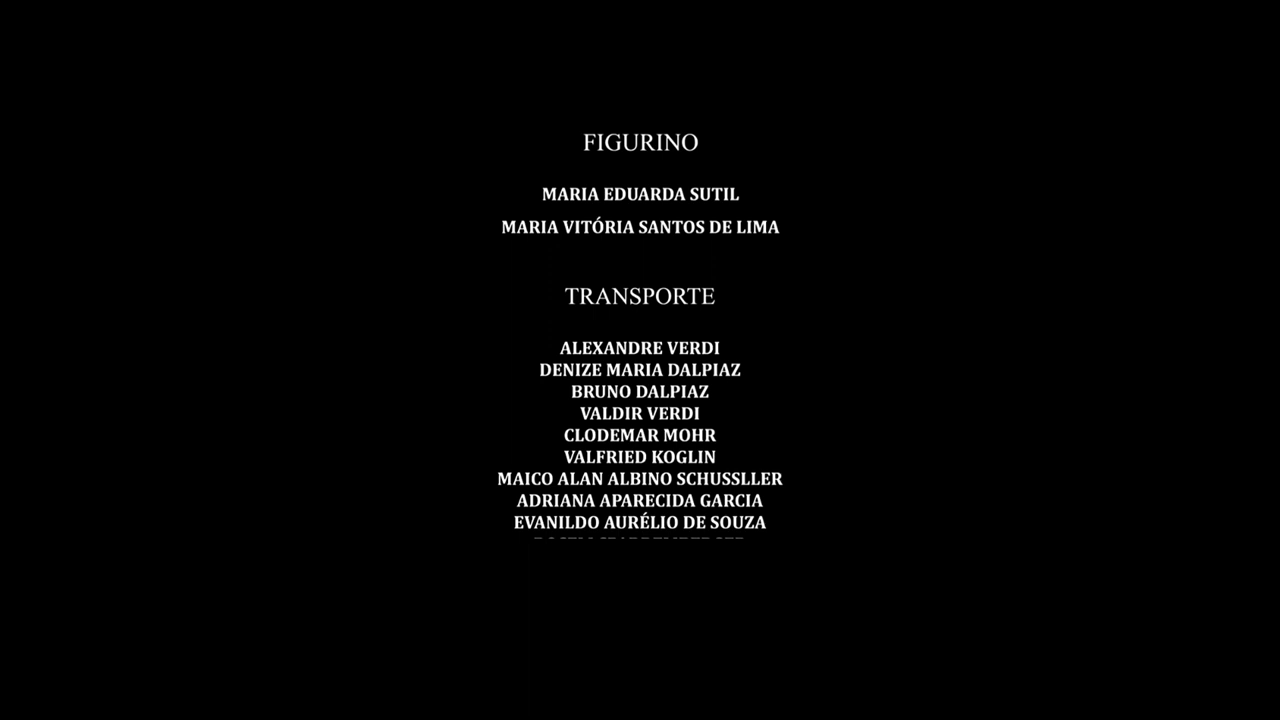 FIGURINO
MARIA EDUARDA SUTIL
MARIA VITÓRIA SANTOS DE LIMA
TRANSPORTE
ALEXANDRE VERDI
DENIZE MARIA DALPIAZ
BRUNO DALPIAZ
VALDIR VERDI
CLODEMAR MOHR
VALFRIED KOGLIN
MAICO ALAN ALBINO SCHUSSLLER
ADRIANA APARECIDA GARCIA
EVANILDO AURÉLIO DE SOUZA